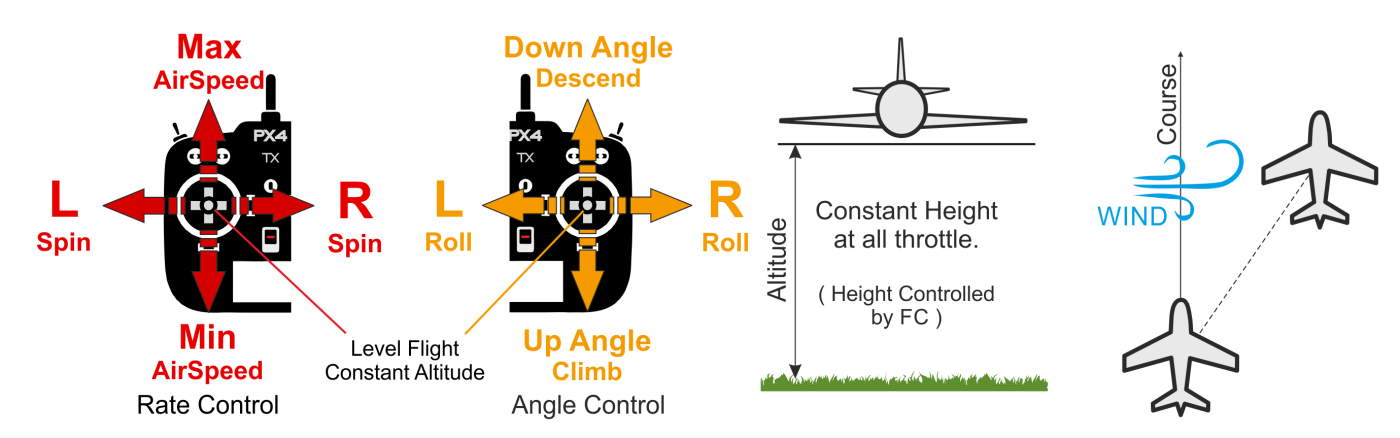 Max
AirSpeed
PX4
TX
L
Spin
R
Spin
Min
AirSpeed
Rate Control
Level Flight
Constant Altitude
Down Angle
Descend
PX4
TX
L
Roll
R
Roll
Up Angle
Climb
Angle Control
Altitude
Constant Height
at all throttle.
( Height Controlled
by FC )
Course
WIND